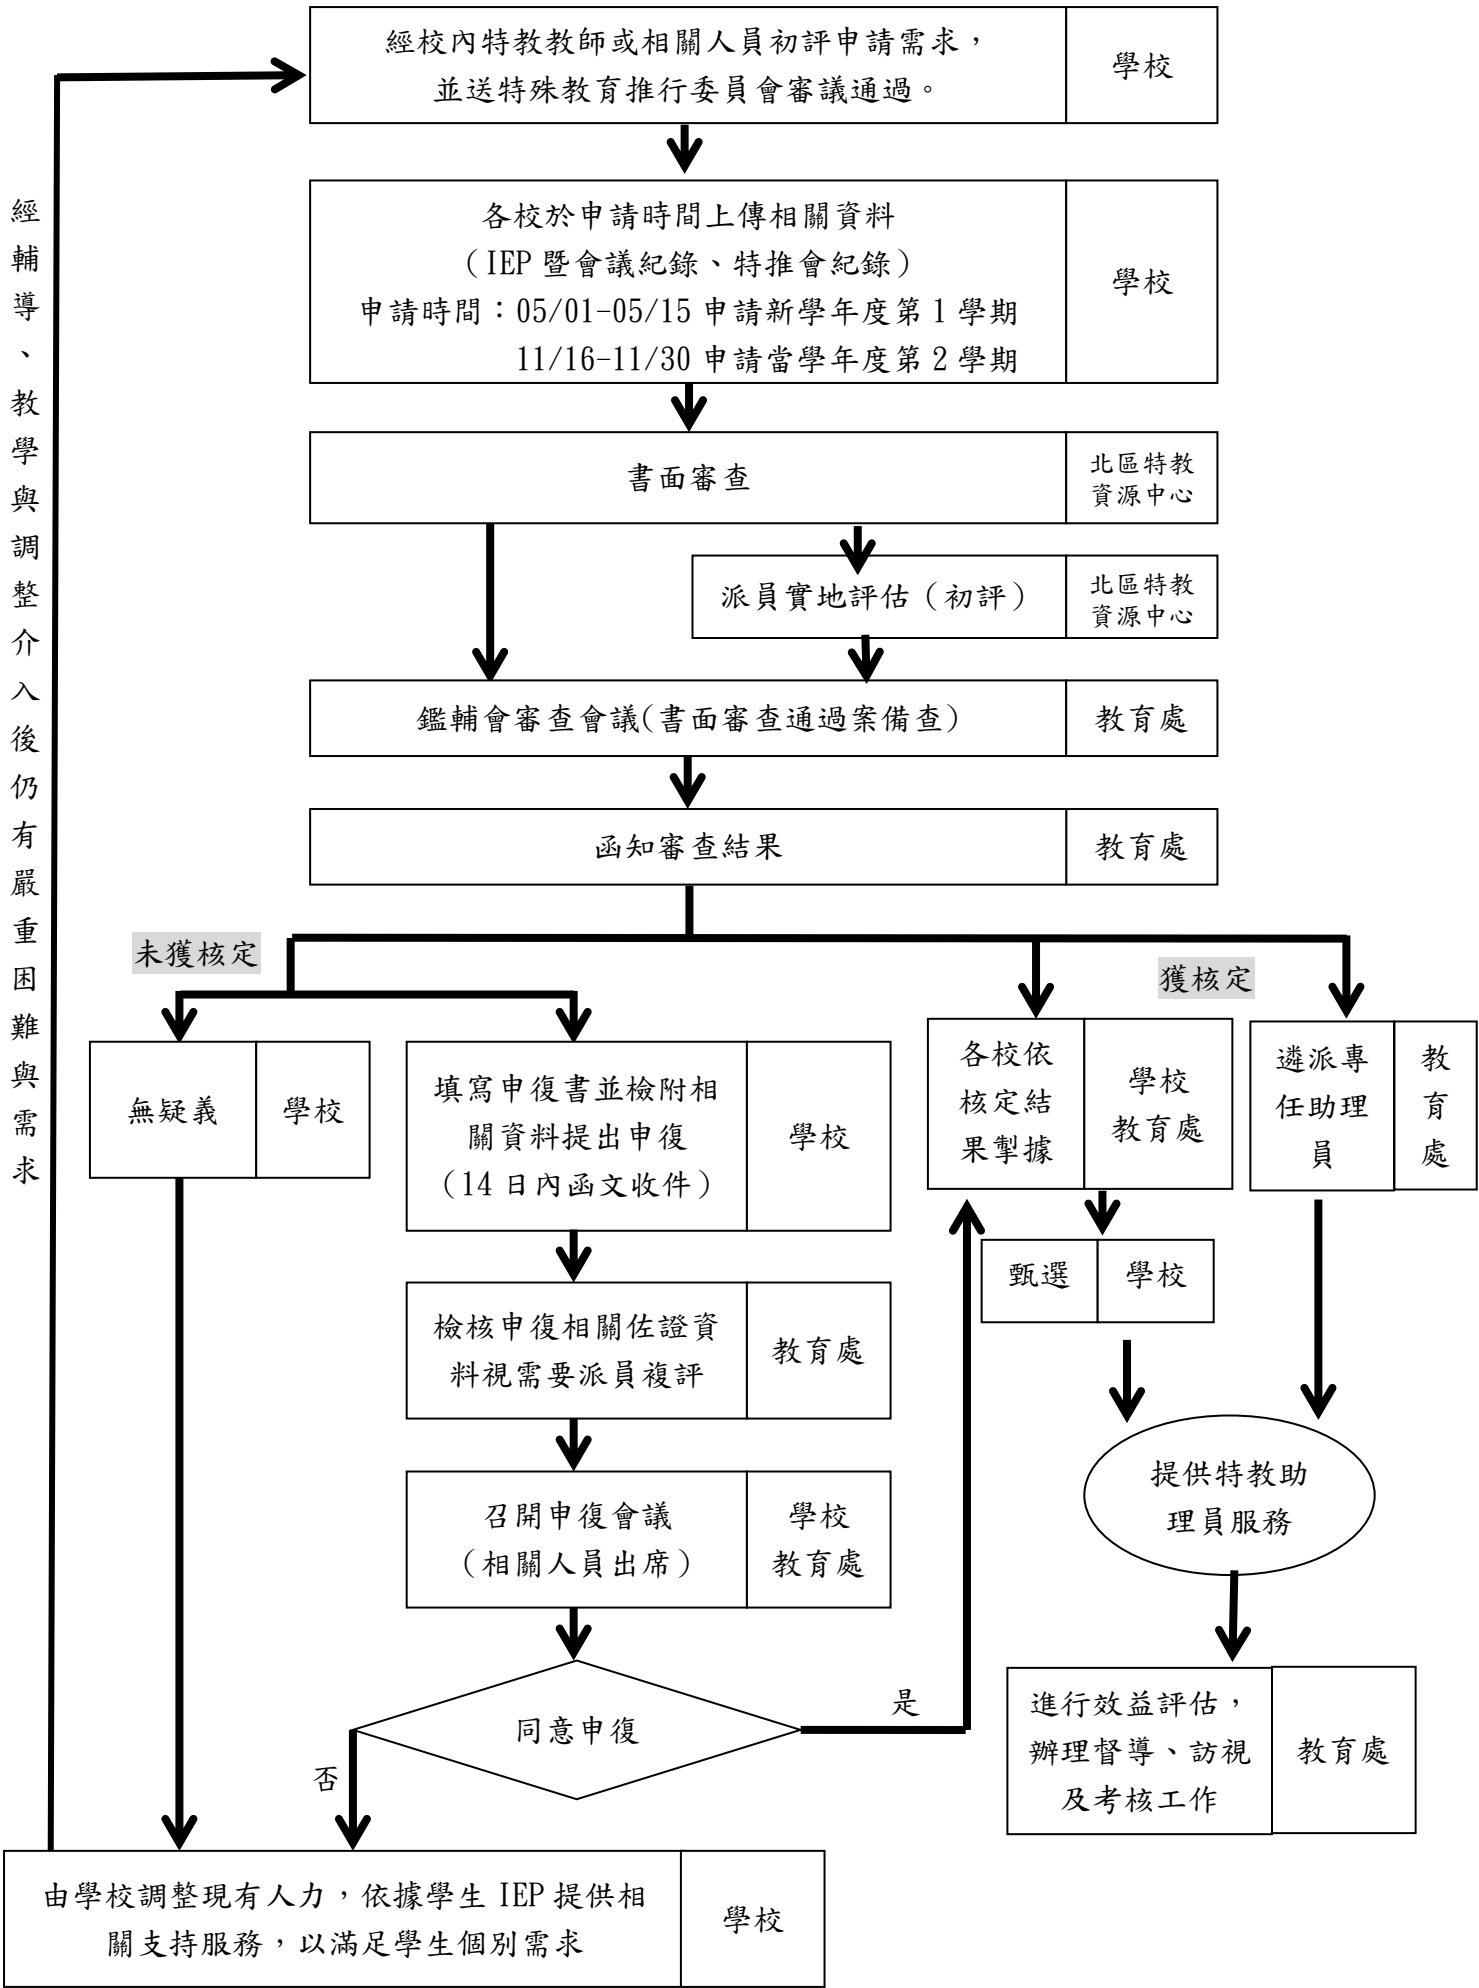 經校內特教教師或相關人員初評申請需求，
並送特殊教育推行委員會審議通過。
學校
各校於申請時間上傳相關資料
（IEP 暨會議紀錄、特推會紀錄）
申請時間：05/01-05/15 申請新學年度第 1 學期
11/16-11/30 申請當學年度第 2 學期
學校
書面審查
北區特教
資源中心
派員實地評估（初評）
北區特教
資源中心
鑑輔會審查會議(書面審查通過案備查)
教育處
函知審查結果
教育處
未獲核定
獲核定
無疑義
學校
填寫申復書並檢附相
關資料提出申復
（14 日內函文收件）
學校
各校依
核定結
果掣據
學校
教育處
遴派專
任助理
員
教
育
處
甄選
學校
檢核申復相關佐證資
料視需要派員複評
教育處
召開申復會議
（相關人員出席）
學校
教育處
提供特教助
理員服務
同意申復
是
否
進行效益評估，
辦理督導、訪視
及考核工作
教育處
由學校調整現有人力，依據學生 IEP 提供相
關支持服務，以滿足學生個別需求
學校
經輔導、教學與調整介入後仍有嚴重困難與需求